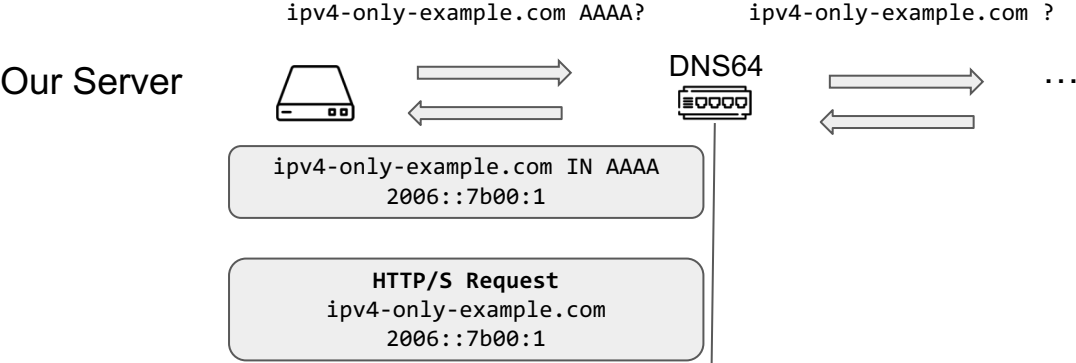 ipv4-only-example.com AAAA?
ipv4-only-example.com ?
Our Server
DNS64
...
ipv4-only-example.com IN AAAA
2006::7b00:1
HTTP/S Request
ipv4-only-example.com
2006::7b00:1